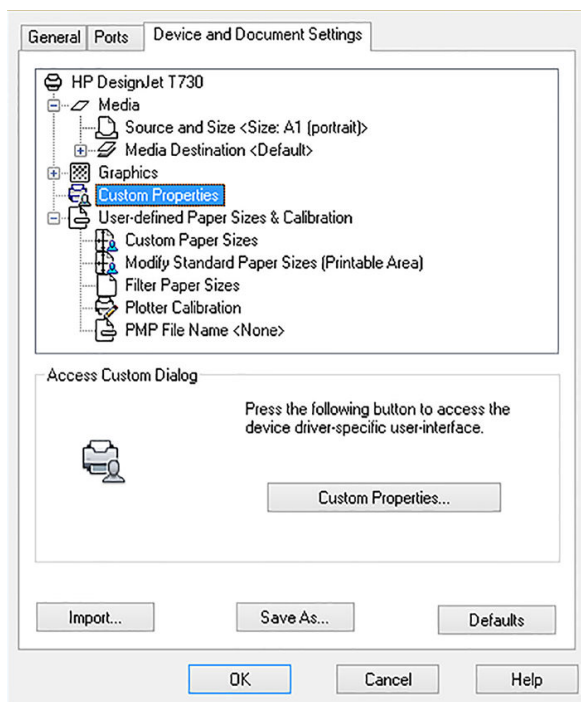 General Ports Device and Document Settings
HP DesignJet T730
Media
Source and Size <Size: A1 (portrait)>
Media Destination <Default>
Graphics
Custom Properties
User-defined Paper Sizes & Calibration
Custom Paper Sizes
Modify Standard Paper Sizes (Printable Area)
Filter Paper Sizes
Plotter Calibration
PMP File Name <None>
Access Custom Dialog
Press the following button to access the
device driver-specific user-interface.
Custom Properties...
Import... Save As... Defaults
OK Cancel Help